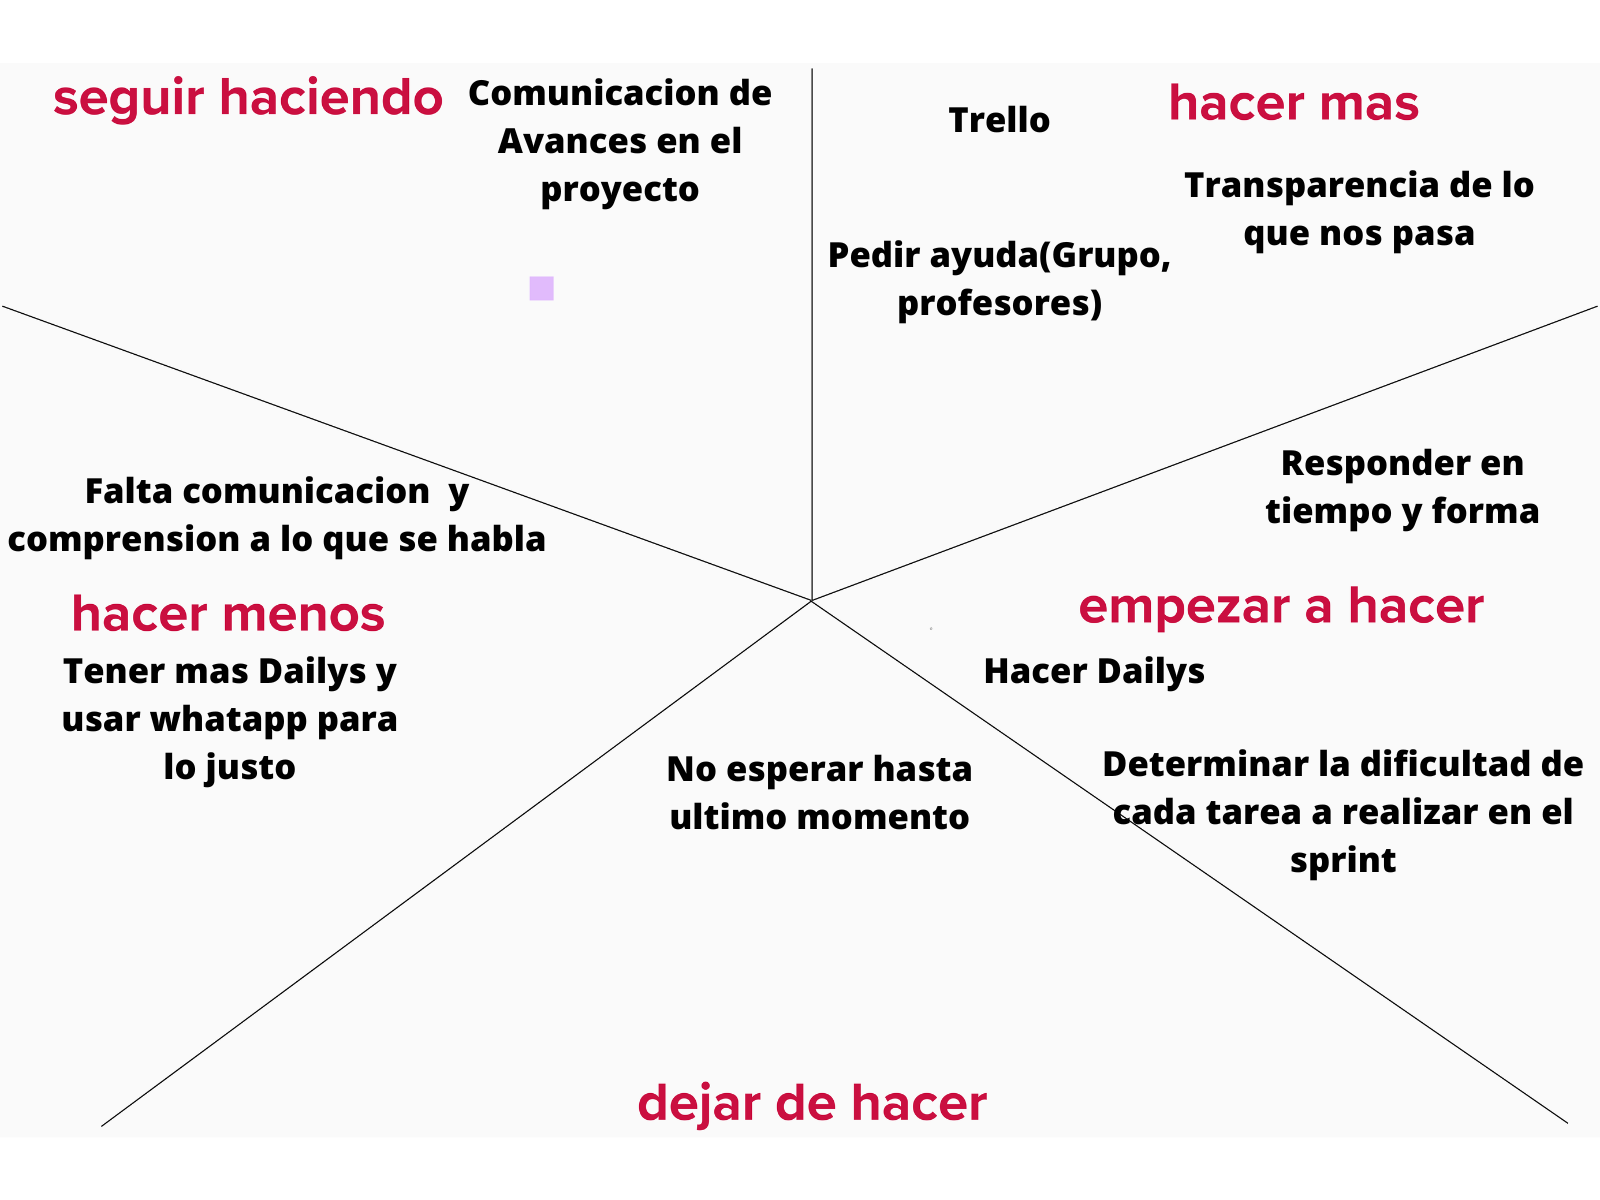 seguir haciendo
Comunicacion de
Avances en el
proyecto
Trello
hacer mas
Transparencia de lo
que nos pasa
Pedir ayuda(Grupo,
profesores)
Falta comunicacion  y
comprension a lo que se habla
hacer menos
Tener mas Dailys y
usar whatapp para
lo justo
Responder en
tiempo y forma
empezar a hacer
Hacer Dailys
Determinar la dificultad de
cada tarea a realizar en el
sprint
No esperar hasta
ultimo momento
dejar de hacer